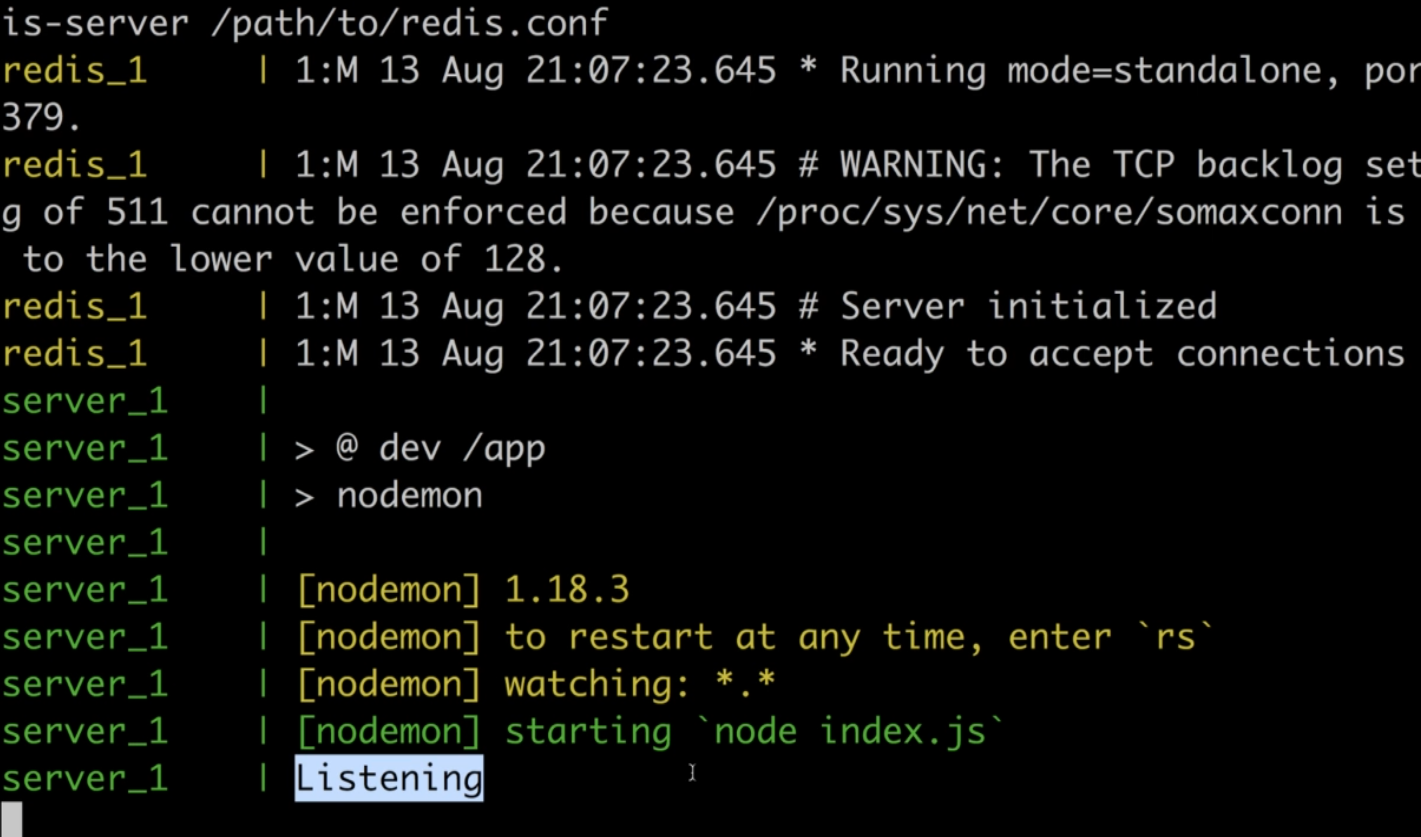 is-server /path/to/redis.conf
redis_1     | 1:M 13 Aug 21:07:23.645 * Running mode=standalone, por
379.
redis_1     | 1:M 13 Aug 21:07:23.645 # WARNING: The TCP backlog set
g of 511 cannot be enforced because /proc/sys/net/core/somaxconn is
 to the lower value of 128.
redis_1     | 1:M 13 Aug 21:07:23.645 # Server initialized
redis_1     | 1:M 13 Aug 21:07:23.645 * Ready to accept connections
server_1    |
server_1    | > @ dev /app
server_1    | > nodemon
server_1    |
server_1    | [nodemon] 1.18.3
server_1    | [nodemon] to restart at any time, enter `rs`
server_1    | [nodemon] watching: *.*
server_1    | [nodemon] starting `node index.js`
server_1    | Listening